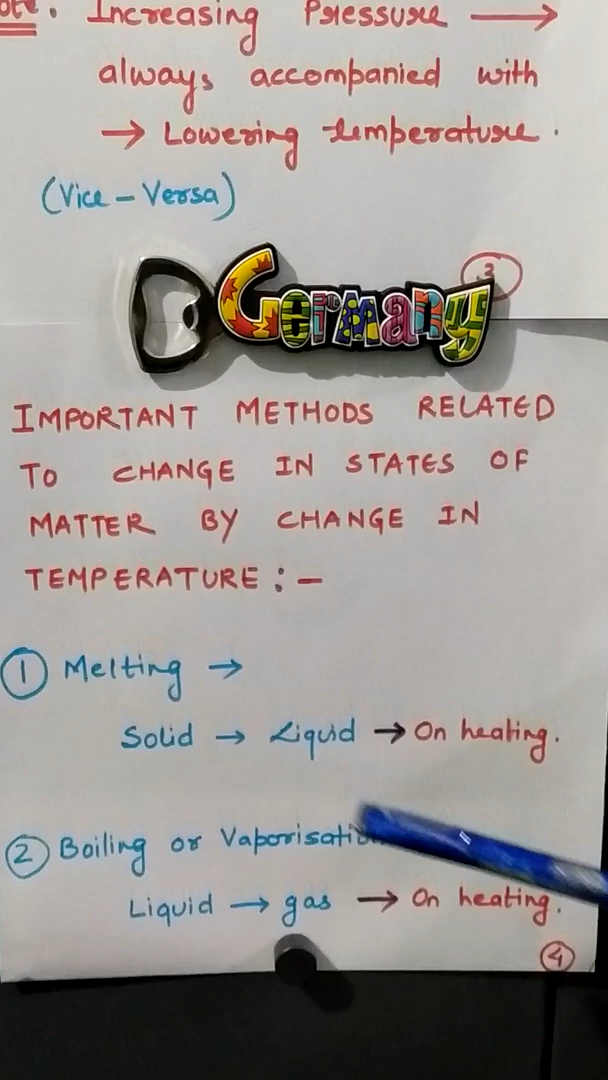 ote. Increasing Pressure →
always accompanied with
→ Lowering temperature.
(Vice-Versa)
3
Germany
IMPORTANT METHODS RELATED
TO CHANGE IN STATES OF
MATTER BY CHANGE IN
TEMPERATURE :-
1 Melting →
Solid → Liquid → On heating.
2 Boiling or Vaporisatio
Liquid → gas → On heating.
4